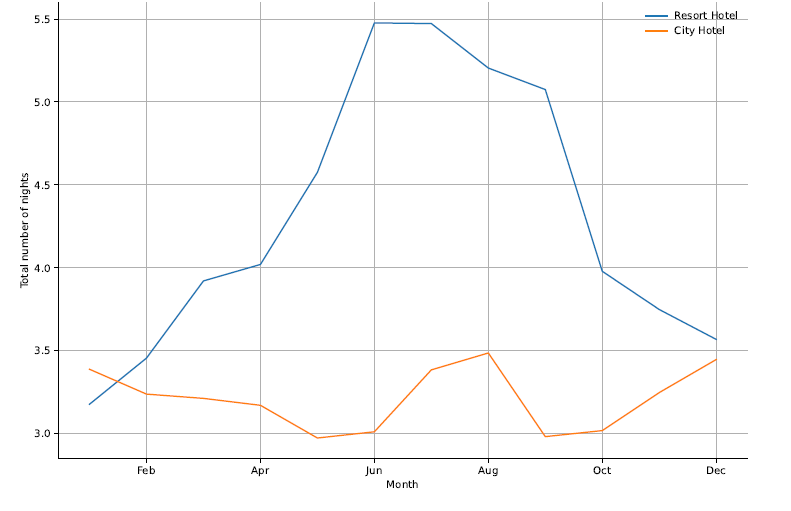 Resort Hotel
City Hotel
5.5
5.0
4.5
4.0
3.5
3.0
Total number of nights
Feb Apr Jun Aug Oct Dec
Month